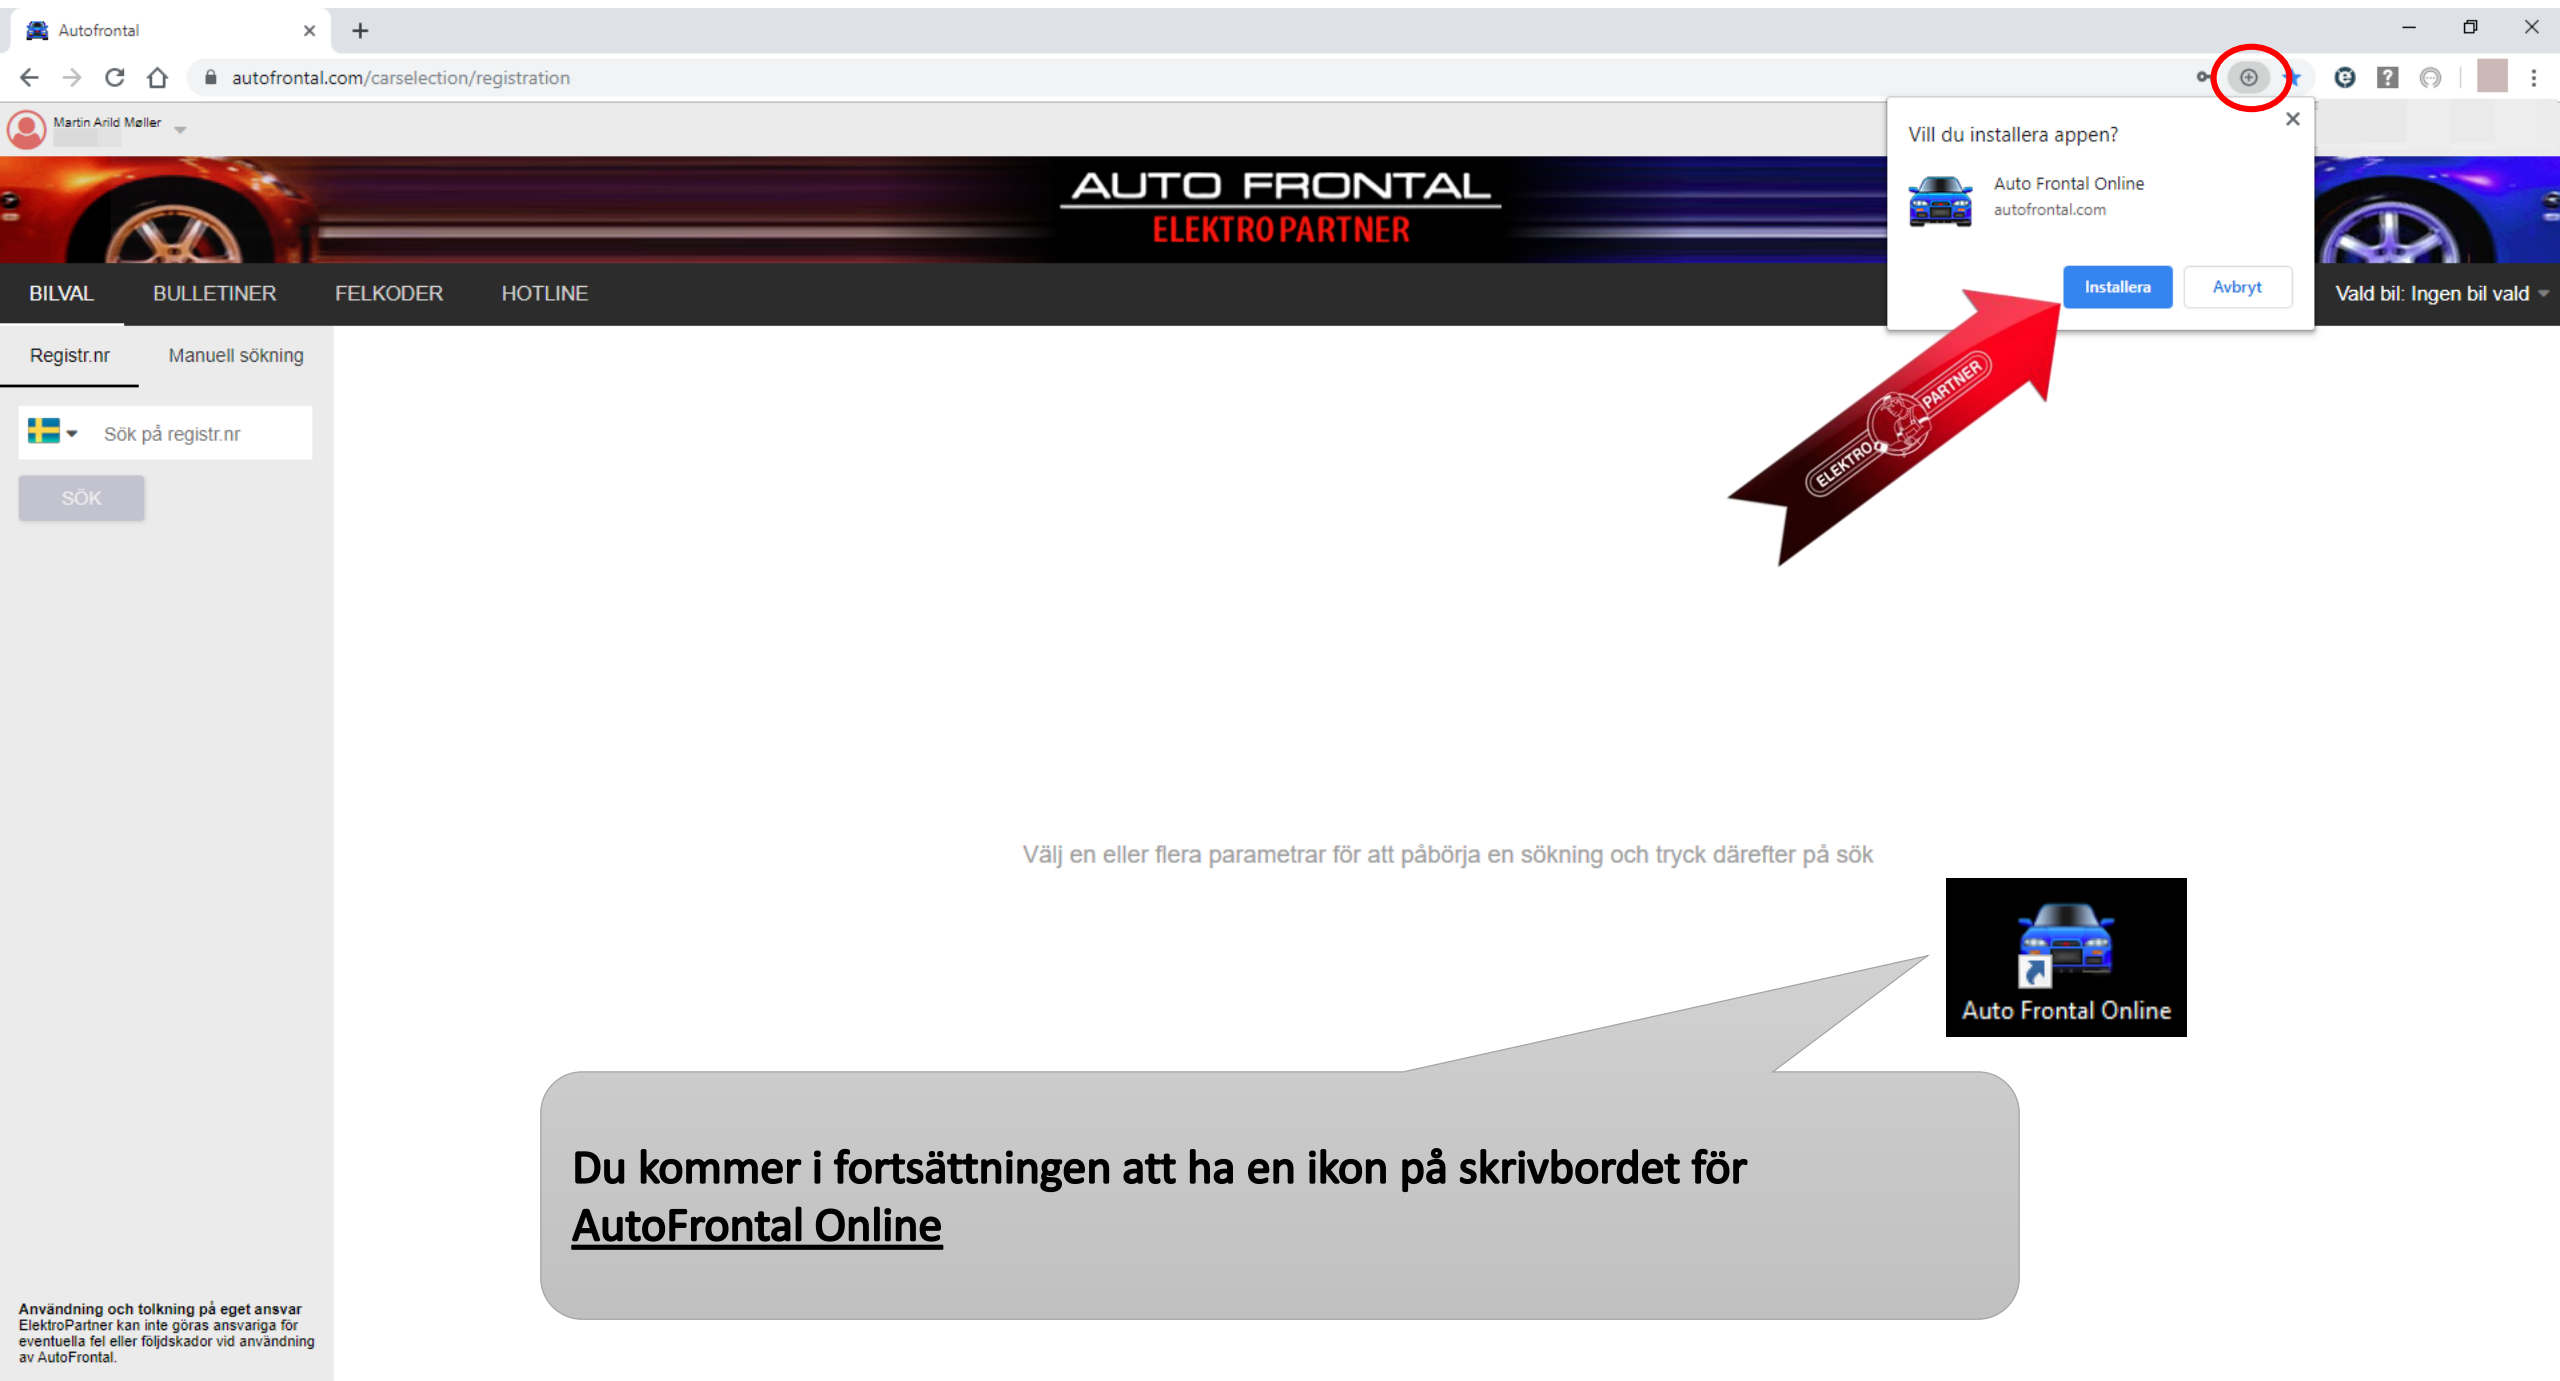 Autofrontal
autofrontal.com/carselection/registration
Martin Arild Møller
Vill du installera appen?
Auto Frontal Online
autofrontal.com
Installera
Avbryt
AUTO FRONTAL
ELEKTROPARTNER
BILVAL
BULLETINER
FELKODER
HOTLINE
Vald bil: Ingen bil vald
Registr.nr
Manuell sökning
Sök på registr.nr
SÖK
ELEKTRO
PARTNER
Välj en eller flera parametrar för att påbörja en sökning och tryck därefter på sök
Auto Frontal Online
Du kommer i fortsättningen att ha en ikon på skrivbordet för
AutoFrontal Online
Användning och tolkning på eget ansvar
ElektroPartner kan inte göras ansvariga för
eventuella fel eller följdskador vid användning
av AutoFrontal.